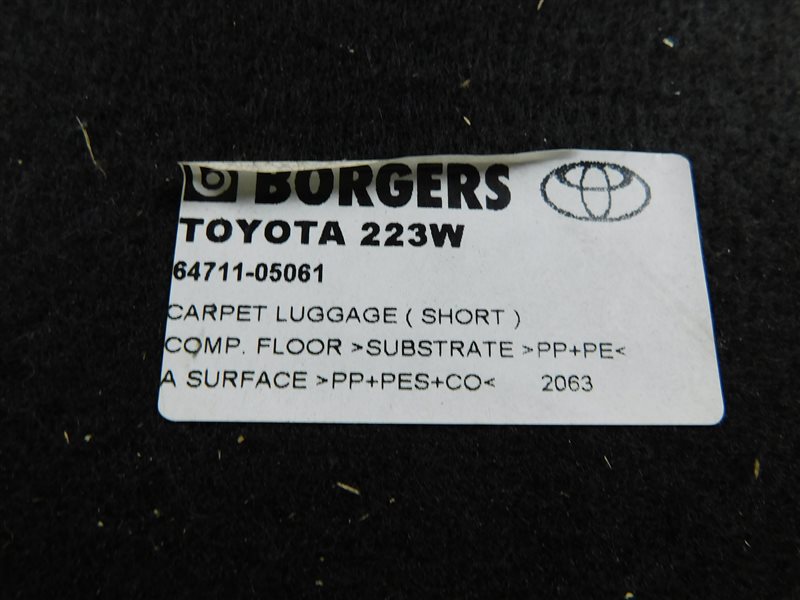 b BORGERS
TOYOTA 223W
64711-05061
CARPET LUGGAGE ( SHORT )
COMP. FLOOR >SUBSTRATE >PP+PE<
A SURFACE >PP+PES+CO< 2063